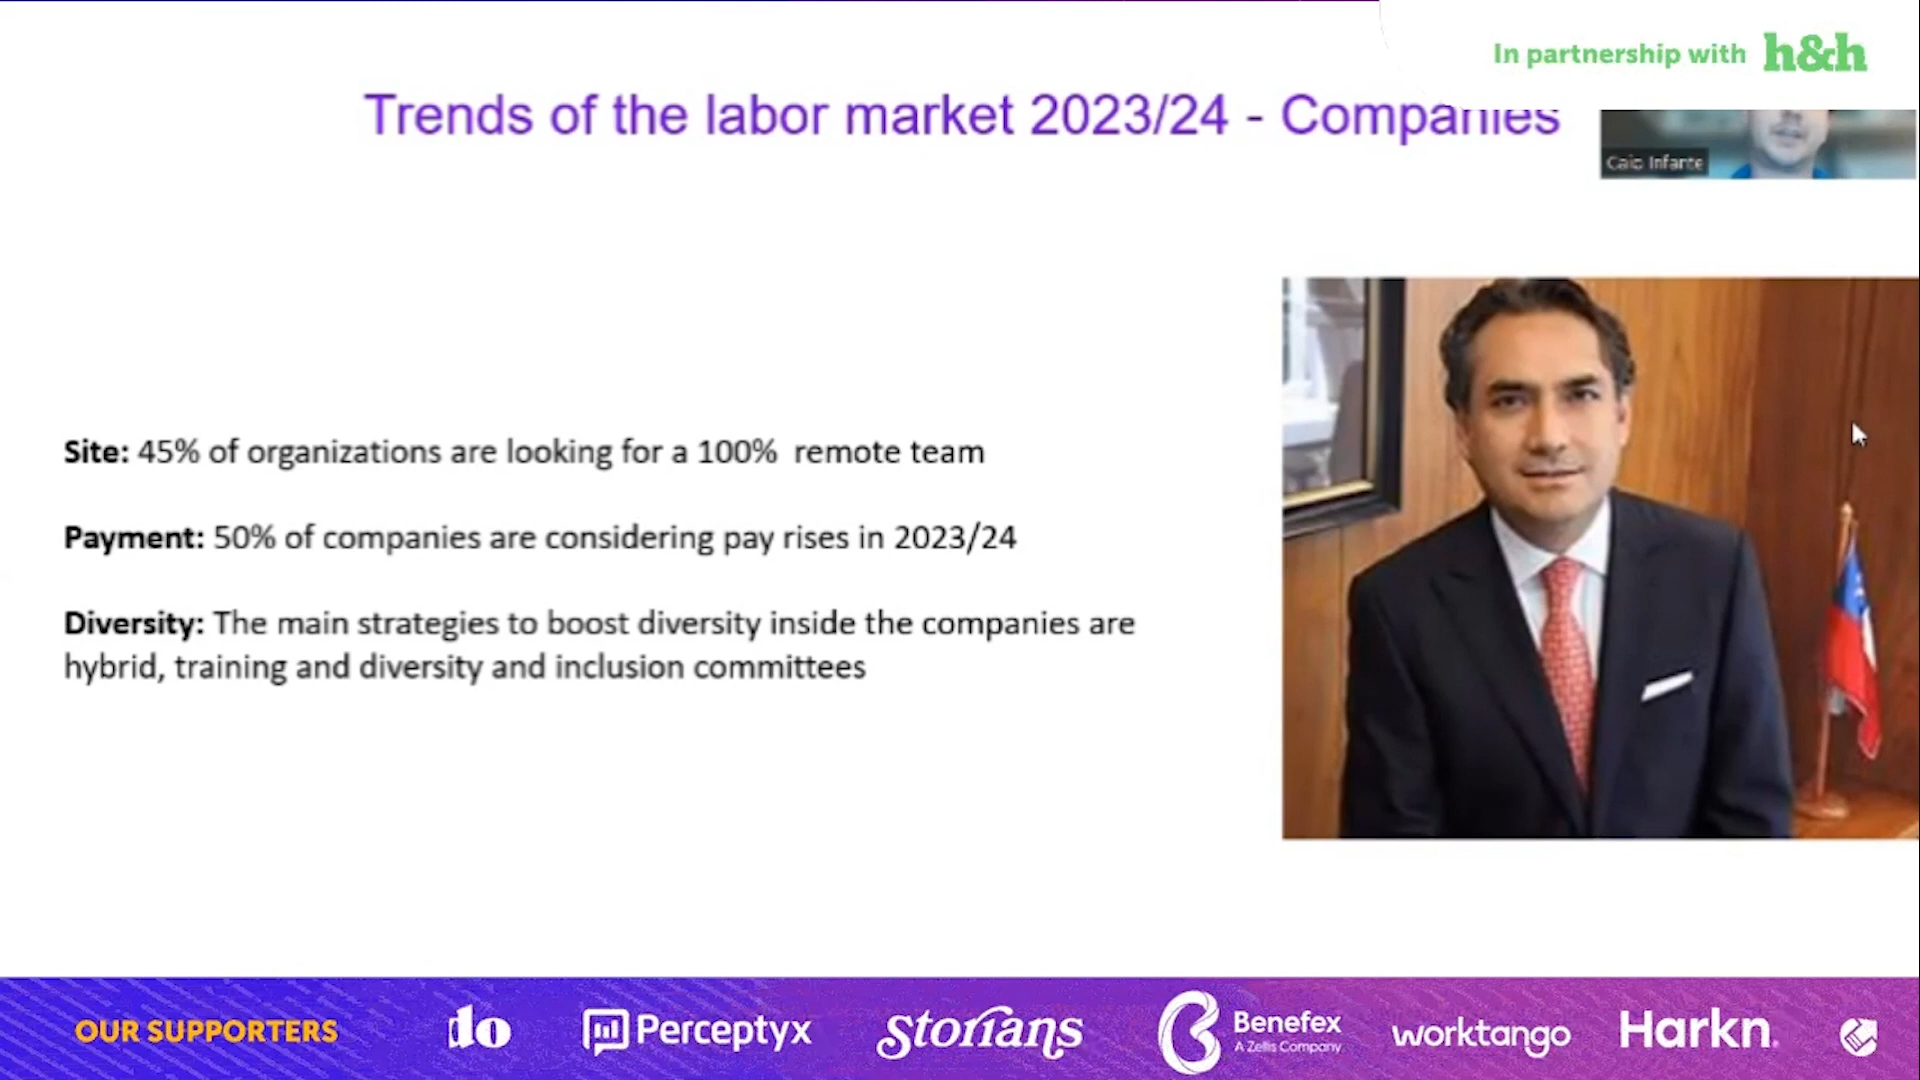 In partnership with h&h
Trends of the labor market 2023/24 - Companies
Caio Infante
Site: 45% of organizations are looking for a 100% remote team
Payment: 50% of companies are considering pay rises in 2023/24
Diversity: The main strategies to boost diversity inside the companies are
hybrid, training and diversity and inclusion committees
OUR SUPPORTERS
do
Perceptyx
Storians
Benefex
A Zellis Company
worktango
Harkn.